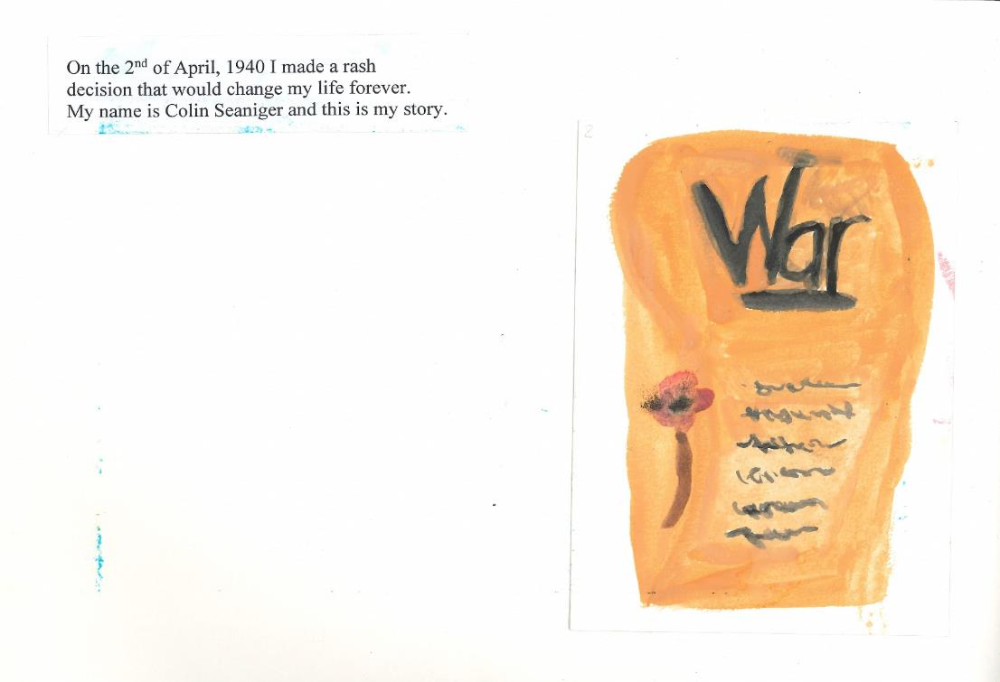 On the 2nd of April, 1940 I made a rash
decision that would change my life forever.
My name is Colin Seaniger and this is my story.
2
War